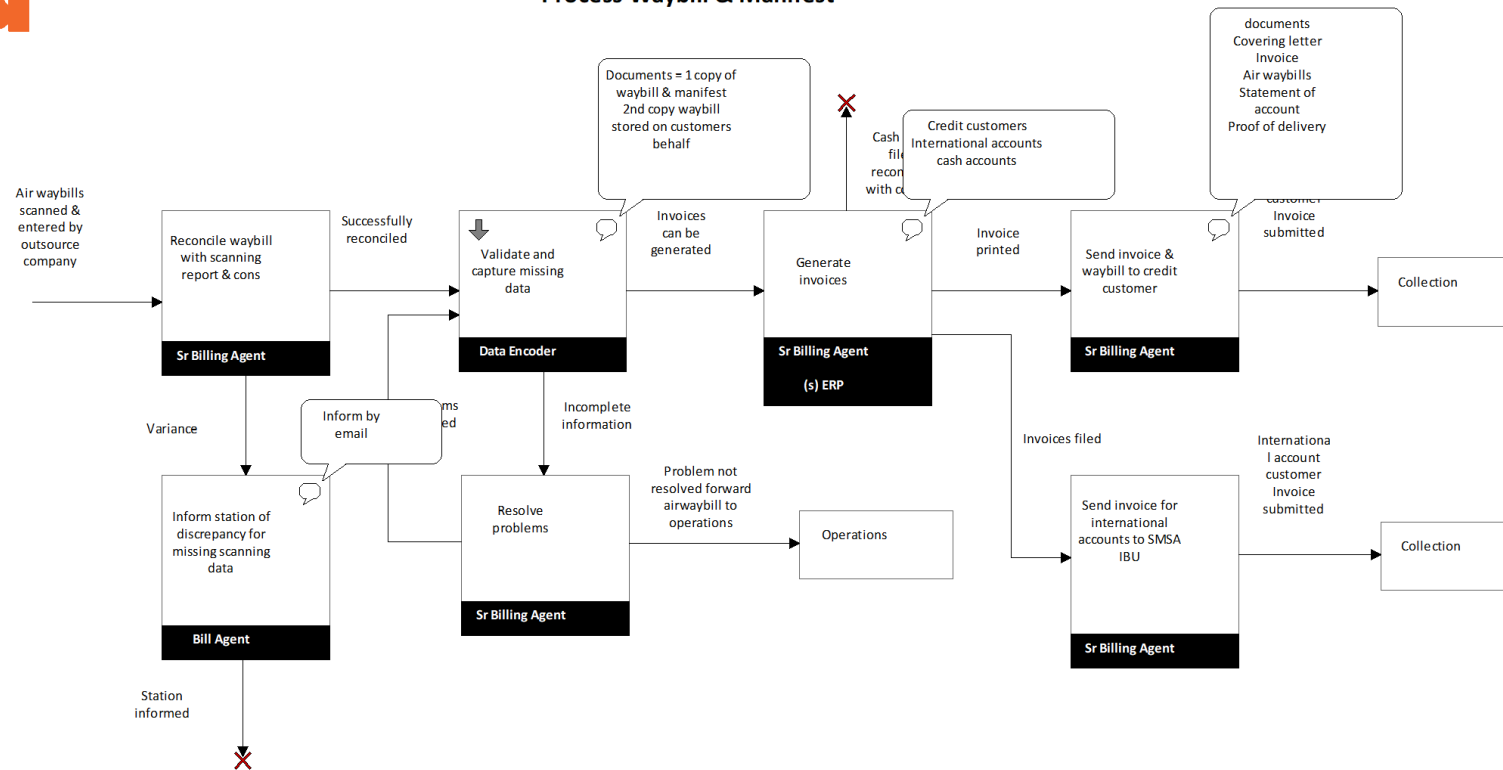 Process Waybill & Manifest
documents
Covering letter
Invoice
Air waybills
Statement of
account
Proof of delivery
Documents = 1 copy of
waybill & manifest
2nd copy waybill
stored on customers
behalf
Credit customers
International accounts
cash accounts
Cash
with
Air waybills
scanned &
entered by
outsource
company
Reconcile waybill
with scanning
report & cons
Sr Billing Agent
Successfully
reconciled
Validate and
capture missing
data
Data Encoder
Invoices
can be
generated
Generate
invoices
Sr Billing Agent
(s) ERP
Invoice
printed
Send invoice &
waybill to credit
customer
Sr Billing Agent
customer
Invoice
submitted
Collection
Variance
Inform by
email
Incomplete
information
Invoices filed
Inform station of
discrepancy for
missing scanning
data
Bill Agent
Resolve
problems
Sr Billing Agent
Problem not
resolved forward
airwaybill to
operations
Operations
Send invoice for
international
accounts to SMSA
IBU
Sr Billing Agent
Internationa
l account
customer
Invoice
submitted
Collection
Station
informed